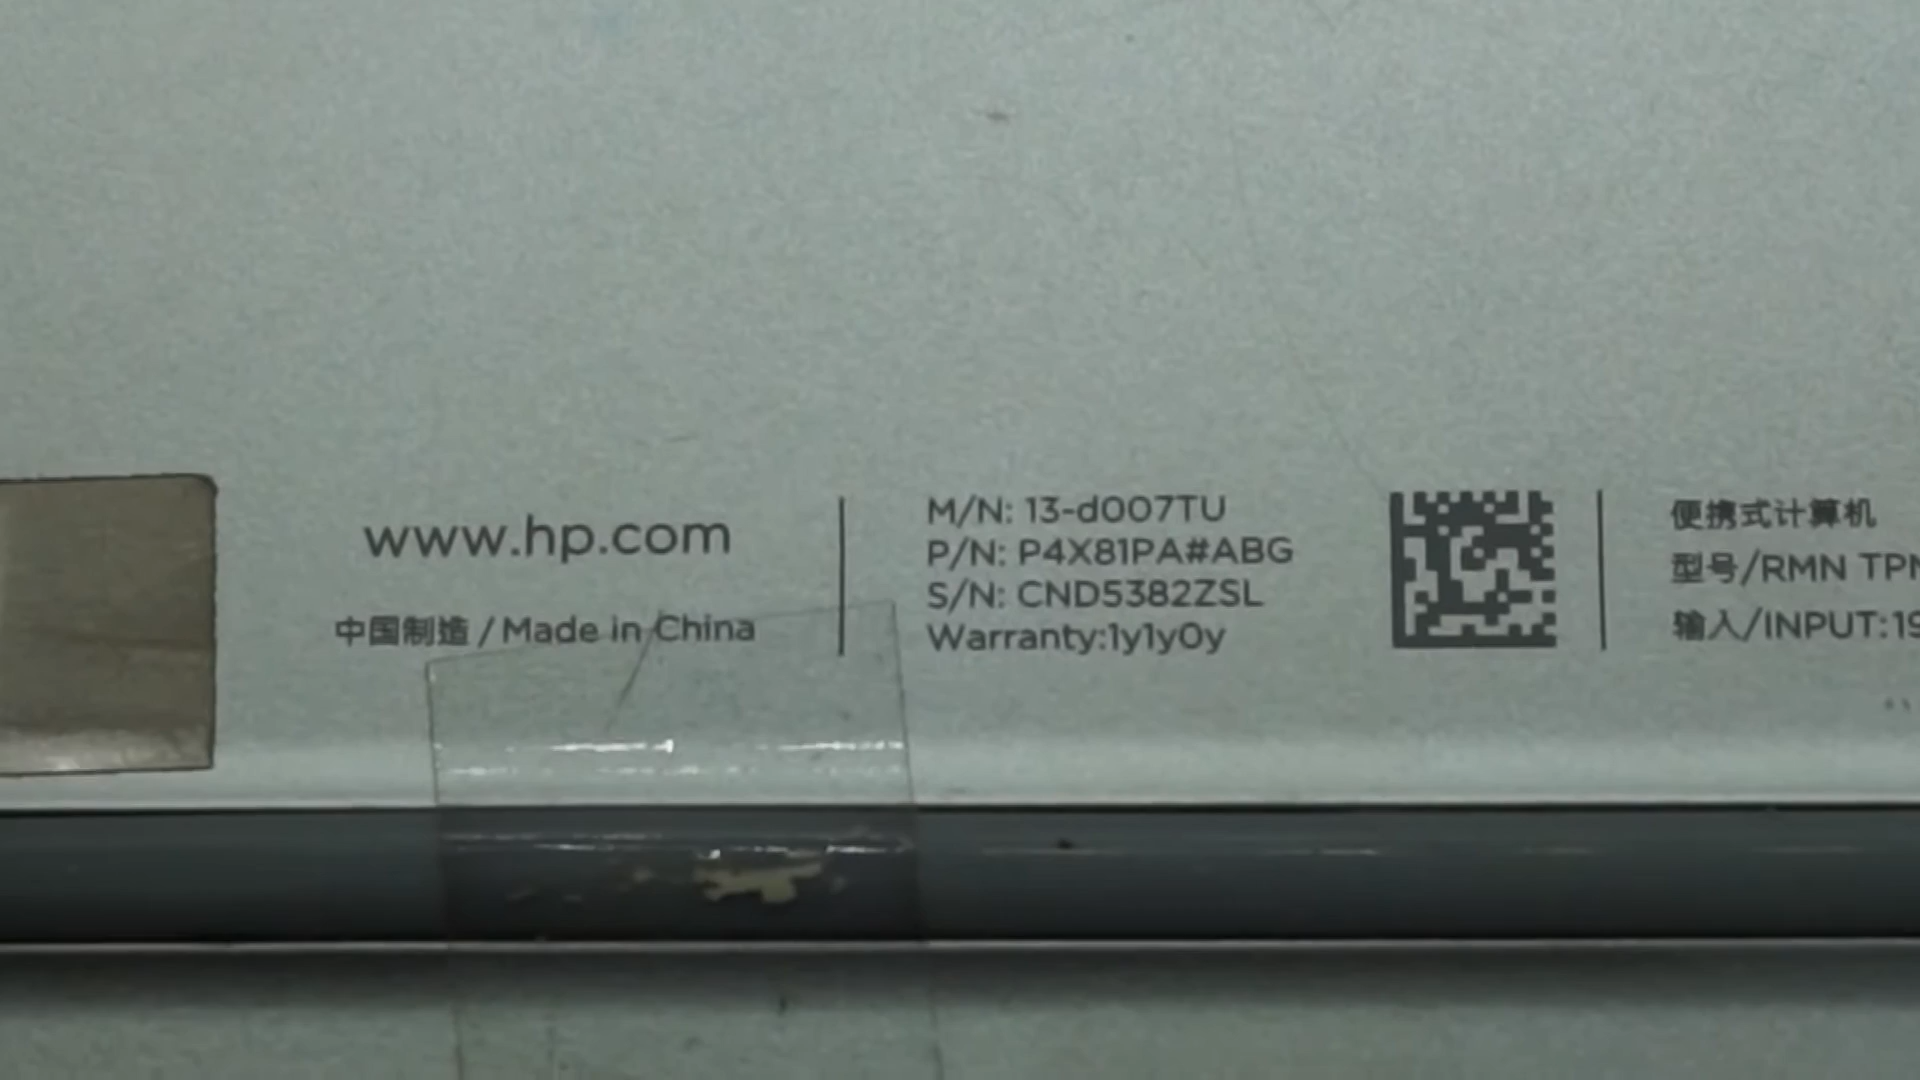 www.hp.com
中国制造 / Made in China
M/N: 13-d007TU
P/N: P4X81PA#ABG
S/N: CND5382ZSL
Warranty:1y1y0y
便携式计算机
型号/RMN
输入/INPUT: